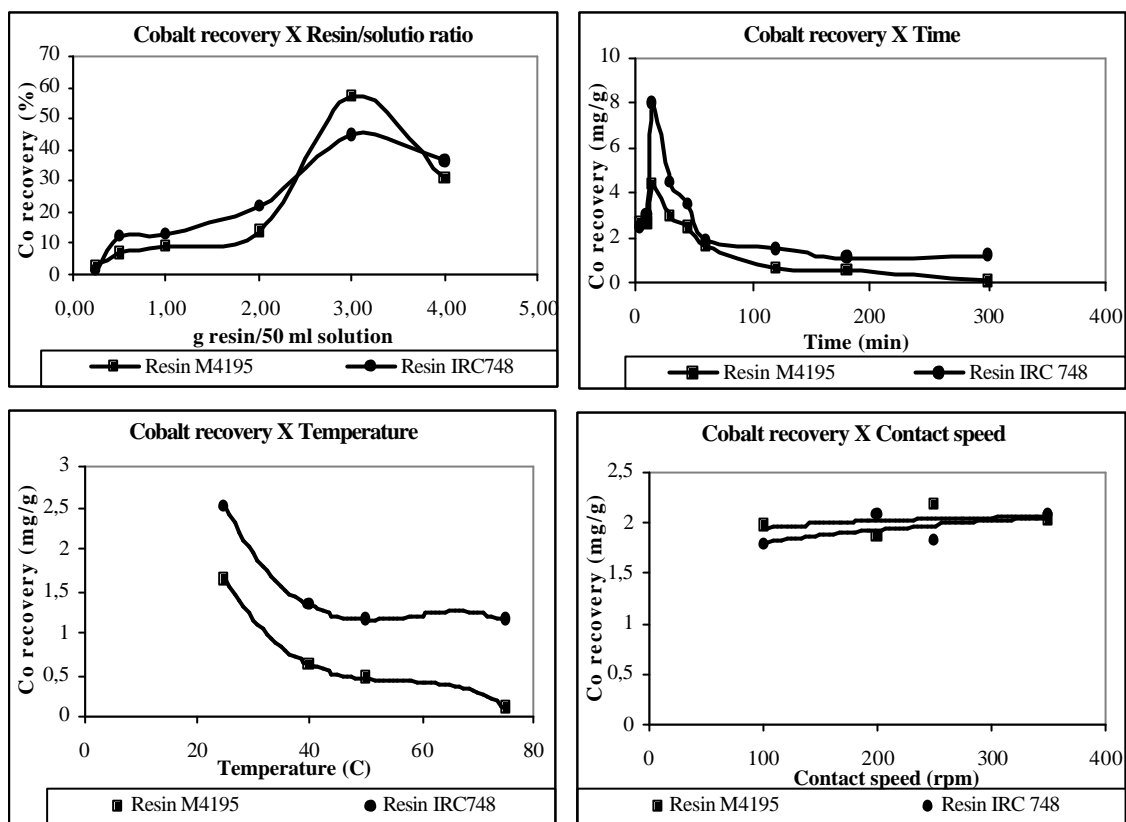 Cobalt recovery X Resin/solutio ratio
Co recovery (%)
70
60
50
40
30
20
10
0
0,00 1,00 2,00 3,00 4,00 5,00
g resin/50 ml solution
Resin M4195 Resin IRC748
Cobalt recovery X Time
Co recovery (mg/g)
10
8
6
4
2
0
0 100 200 300 400
Time (min)
Resin M4195 Resin IRC 748
Cobalt recovery X Temperature
Co recovery (mg/g)
3
2,5
2
1,5
1
0,5
0
0 20 40 60 80
Temperature (C)
Resin M4195 Resin IRC748
Cobalt recovery X Contact speed
Co recovery (mg/g)
2,5
2
1,5
1
0,5
0
0 100 200 300 400
Contact speed (rpm)
Resin M4195 Resin IRC 748